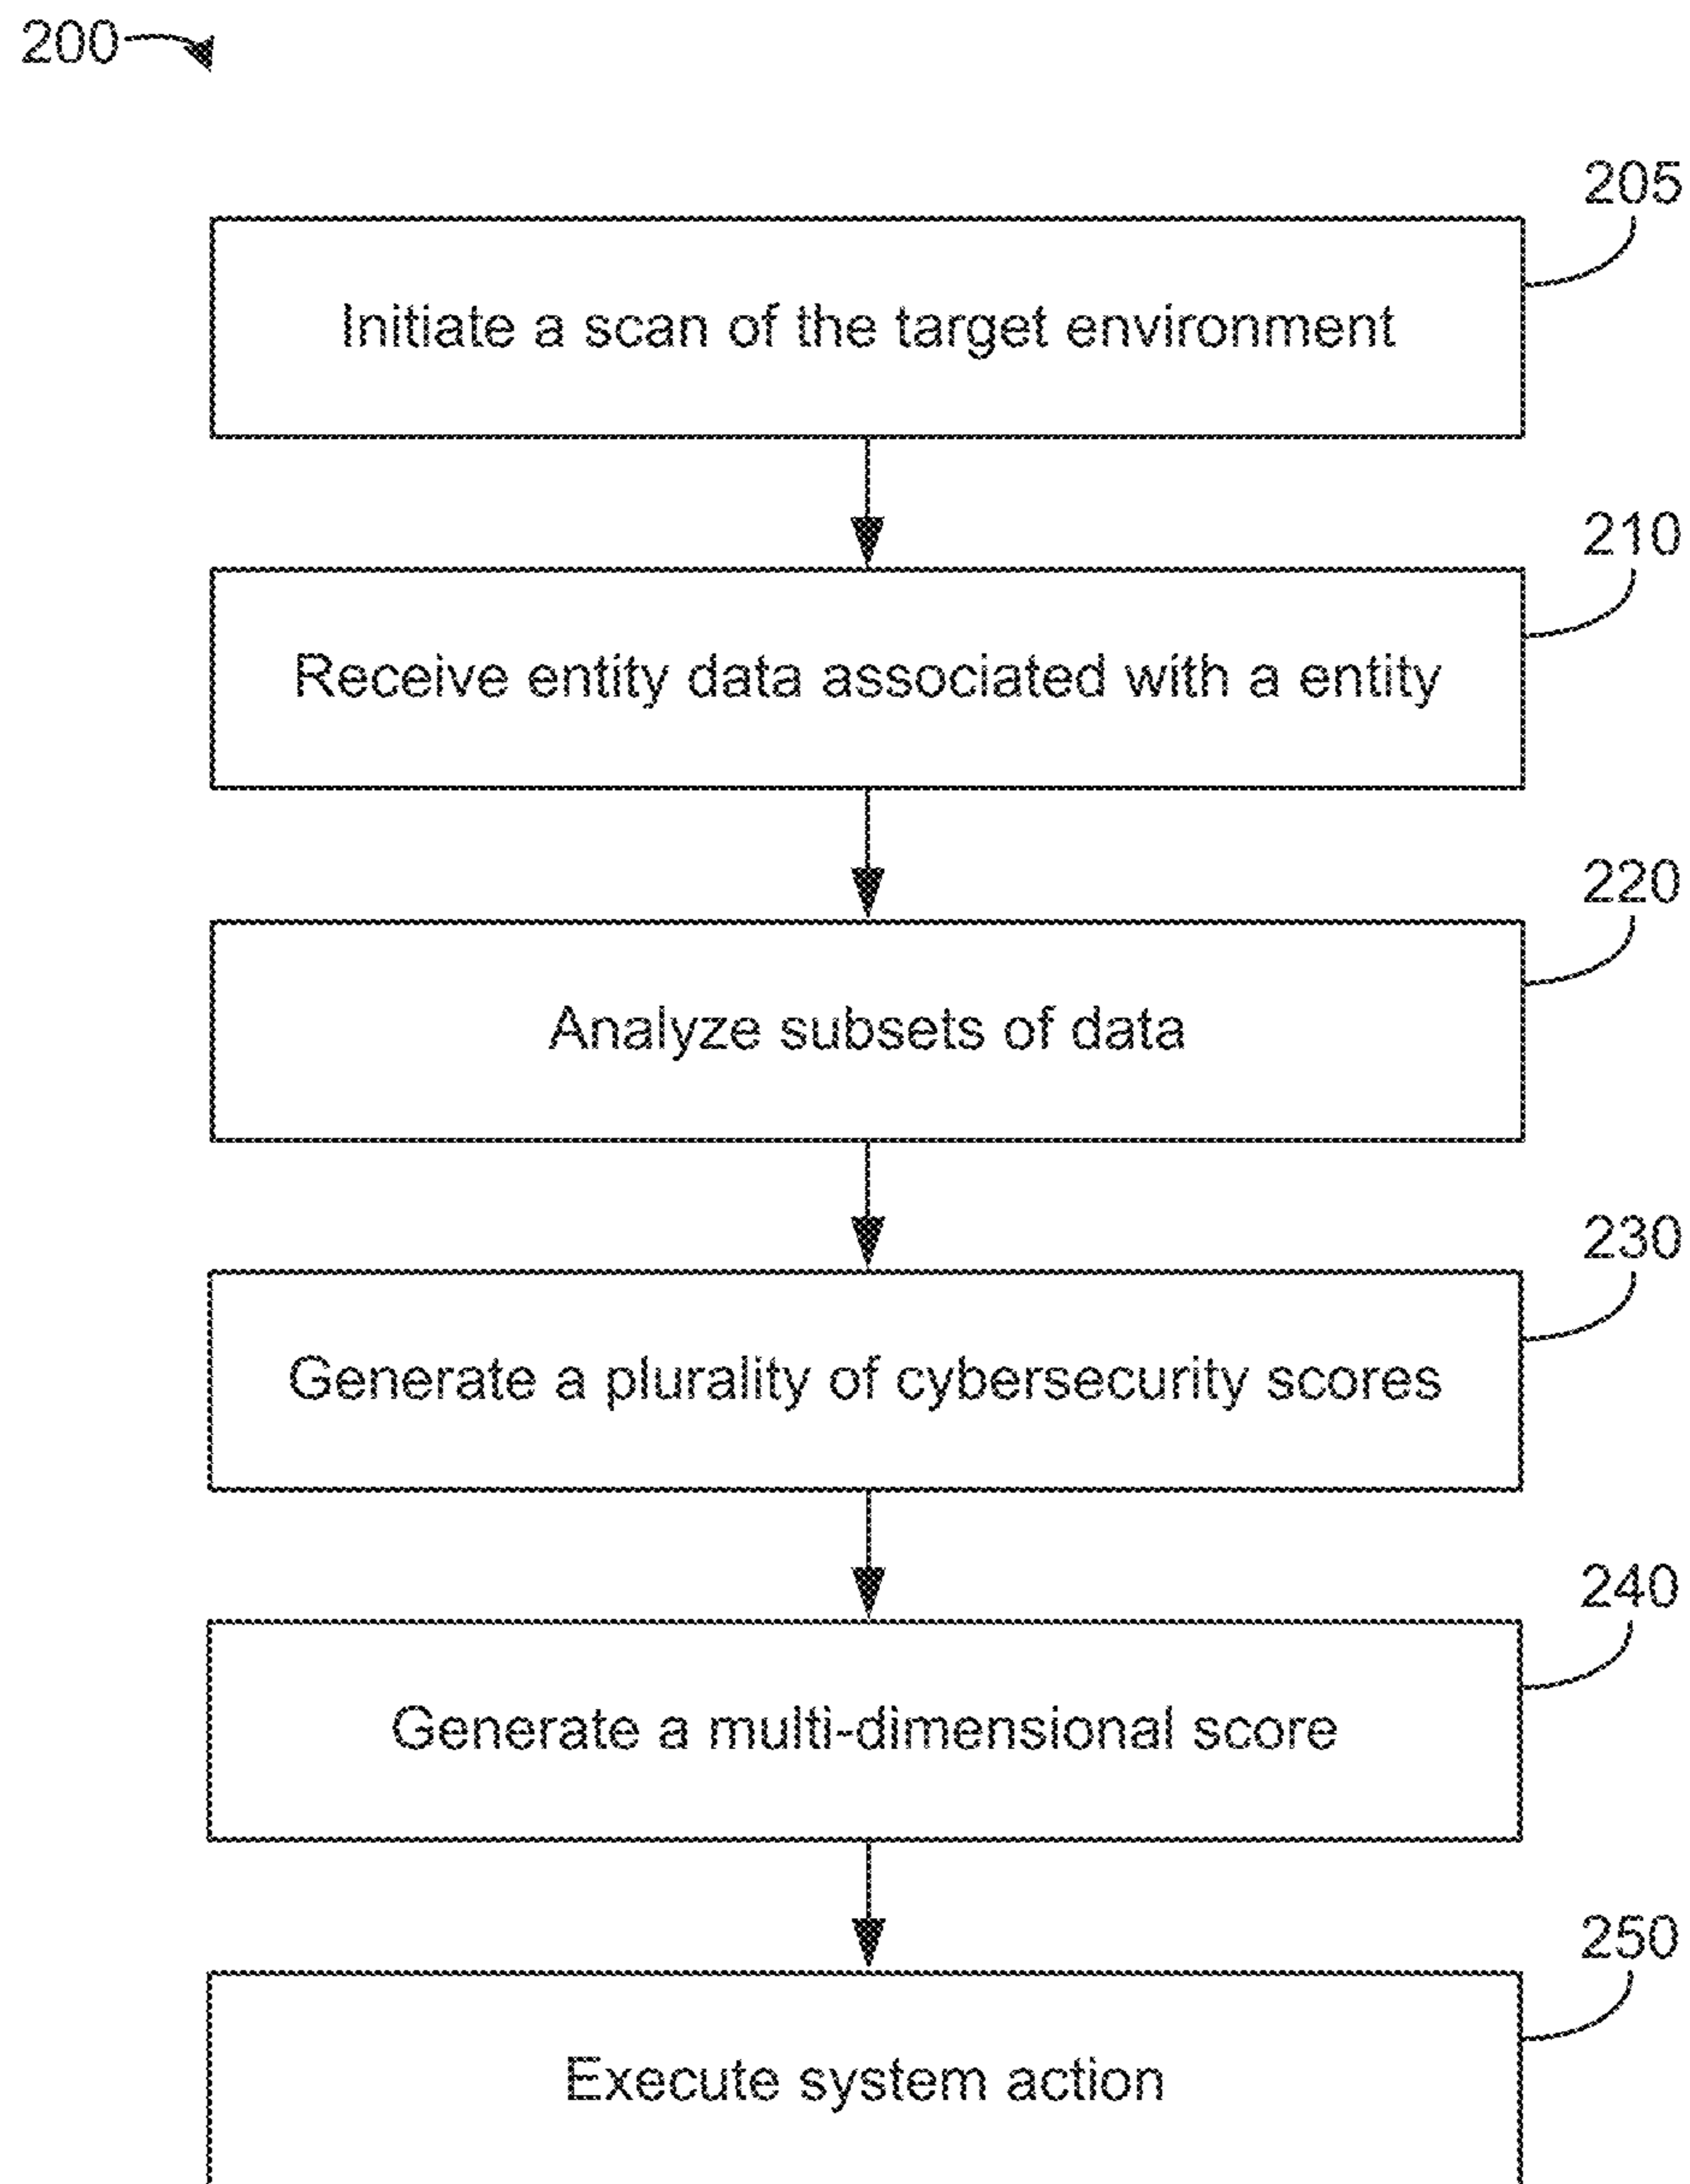 200
205
Initiate a scan of the target environment
210
Receive entity data associated with a entity
220
Analyze subsets of data
230
Generate a plurality of cybersecurity scores
240
Generate a multi-dimensional score
250
Execute system action